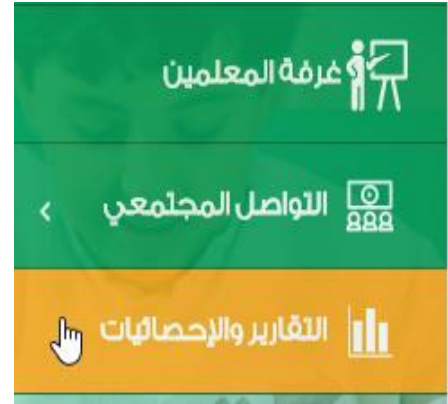 غرفة المعلمين
التواصل المجتمعي
التقارير والإحصائيات